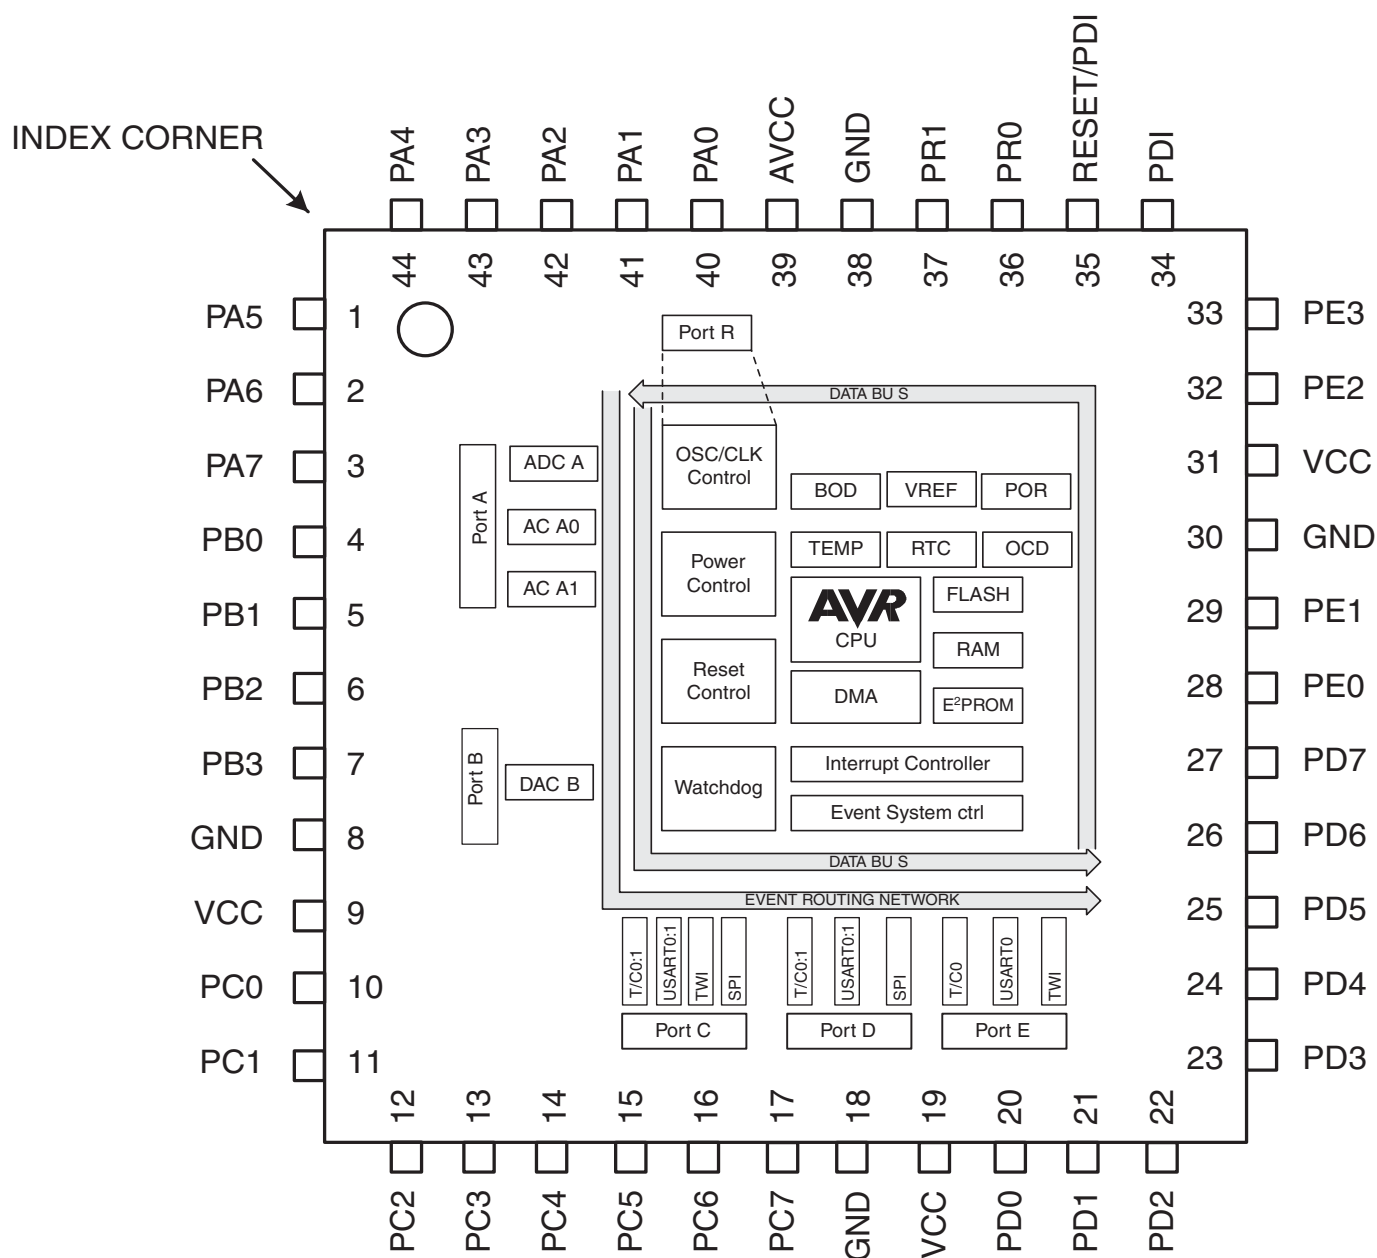 INDEX CORNER
PA4
PA3
PA2
PA1
PA0
AVCC
GND
PR1
PR0
RESET/PDI
PDI
44
43
42
41
40
39
38
37
36
35
34
PA5
1
PA6
2
PA7
3
PB0
4
PB1
5
PB2
6
PB3
7
GND
8
VCC
9
PC0
10
PC1
11
33
PE3
32
PE2
31
VCC
30
GND
29
PE1
28
PE0
27
PD7
26
PD6
25
PD5
24
PD4
23
PD3
Port R
DATA BU S
OSC/CLK
Control
BOD
VREF
POR
Power
Control
TEMP
RTC
OCD
AVR
CPU
FLASH
RAM
Reset
Control
DMA
E²PROM
Watchdog
Interrupt Controller
Event System ctrl
DATA BU S
EVENT ROUTING NETWORK
Port A
ADC A
AC A0
AC A1
Port B
DAC B
T/C0:1
USART0:1
TWI
SPI
T/C0:1
USART0:1
SPI
T/C0
USART0
TWI
Port C
Port D
Port E
12
13
14
15
16
17
18
19
20
21
22
PC2
PC3
PC4
PC5
PC6
PC7
GND
VCC
PD0
PD1
PD2